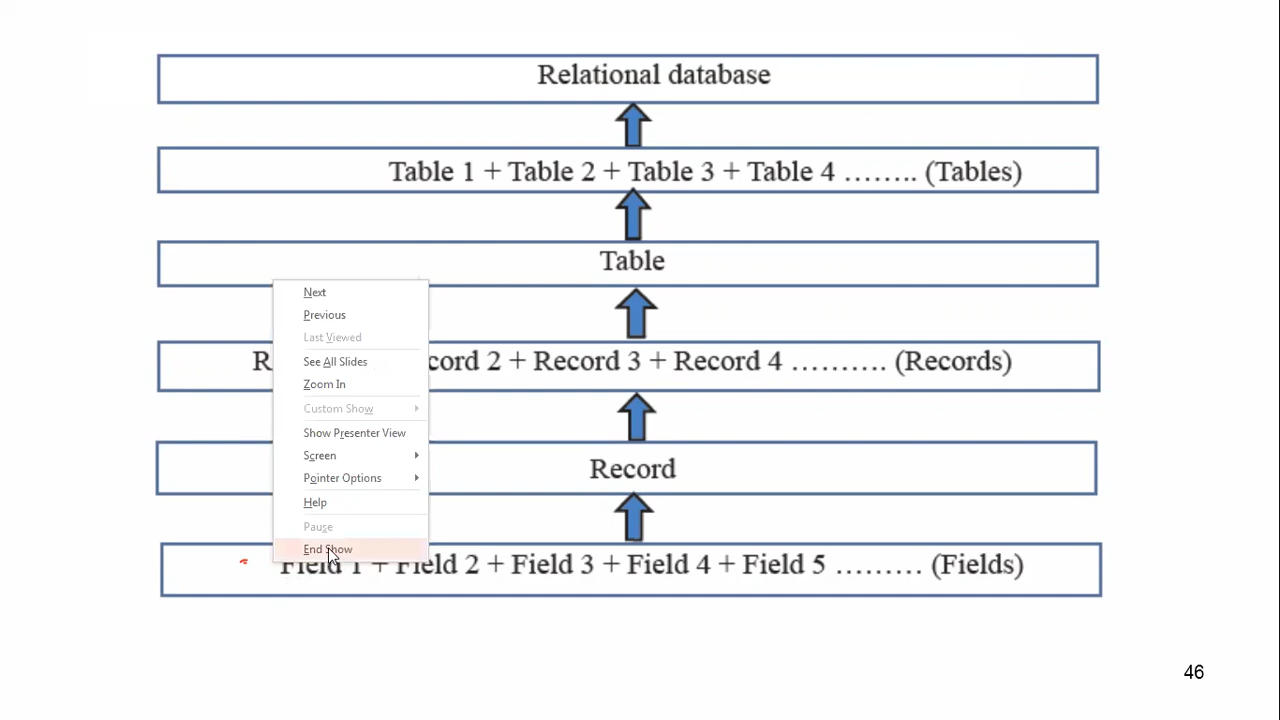 Relational database
Table 1 + Table 2 + Table 3 + Table 4 …….. (Tables)
Table
Next
Previous
Last Viewed
R cord 2 + Record 3 + Record 4 ………. (Records)
See All Slides
Zoom In
Custom Show
Show Presenter View
Screen
Record
Pointer Options
Help
Pause
End Show
Field 1 + Field 2 + Field 3 + Field 4 + Field 5 ……… (Fields)
46